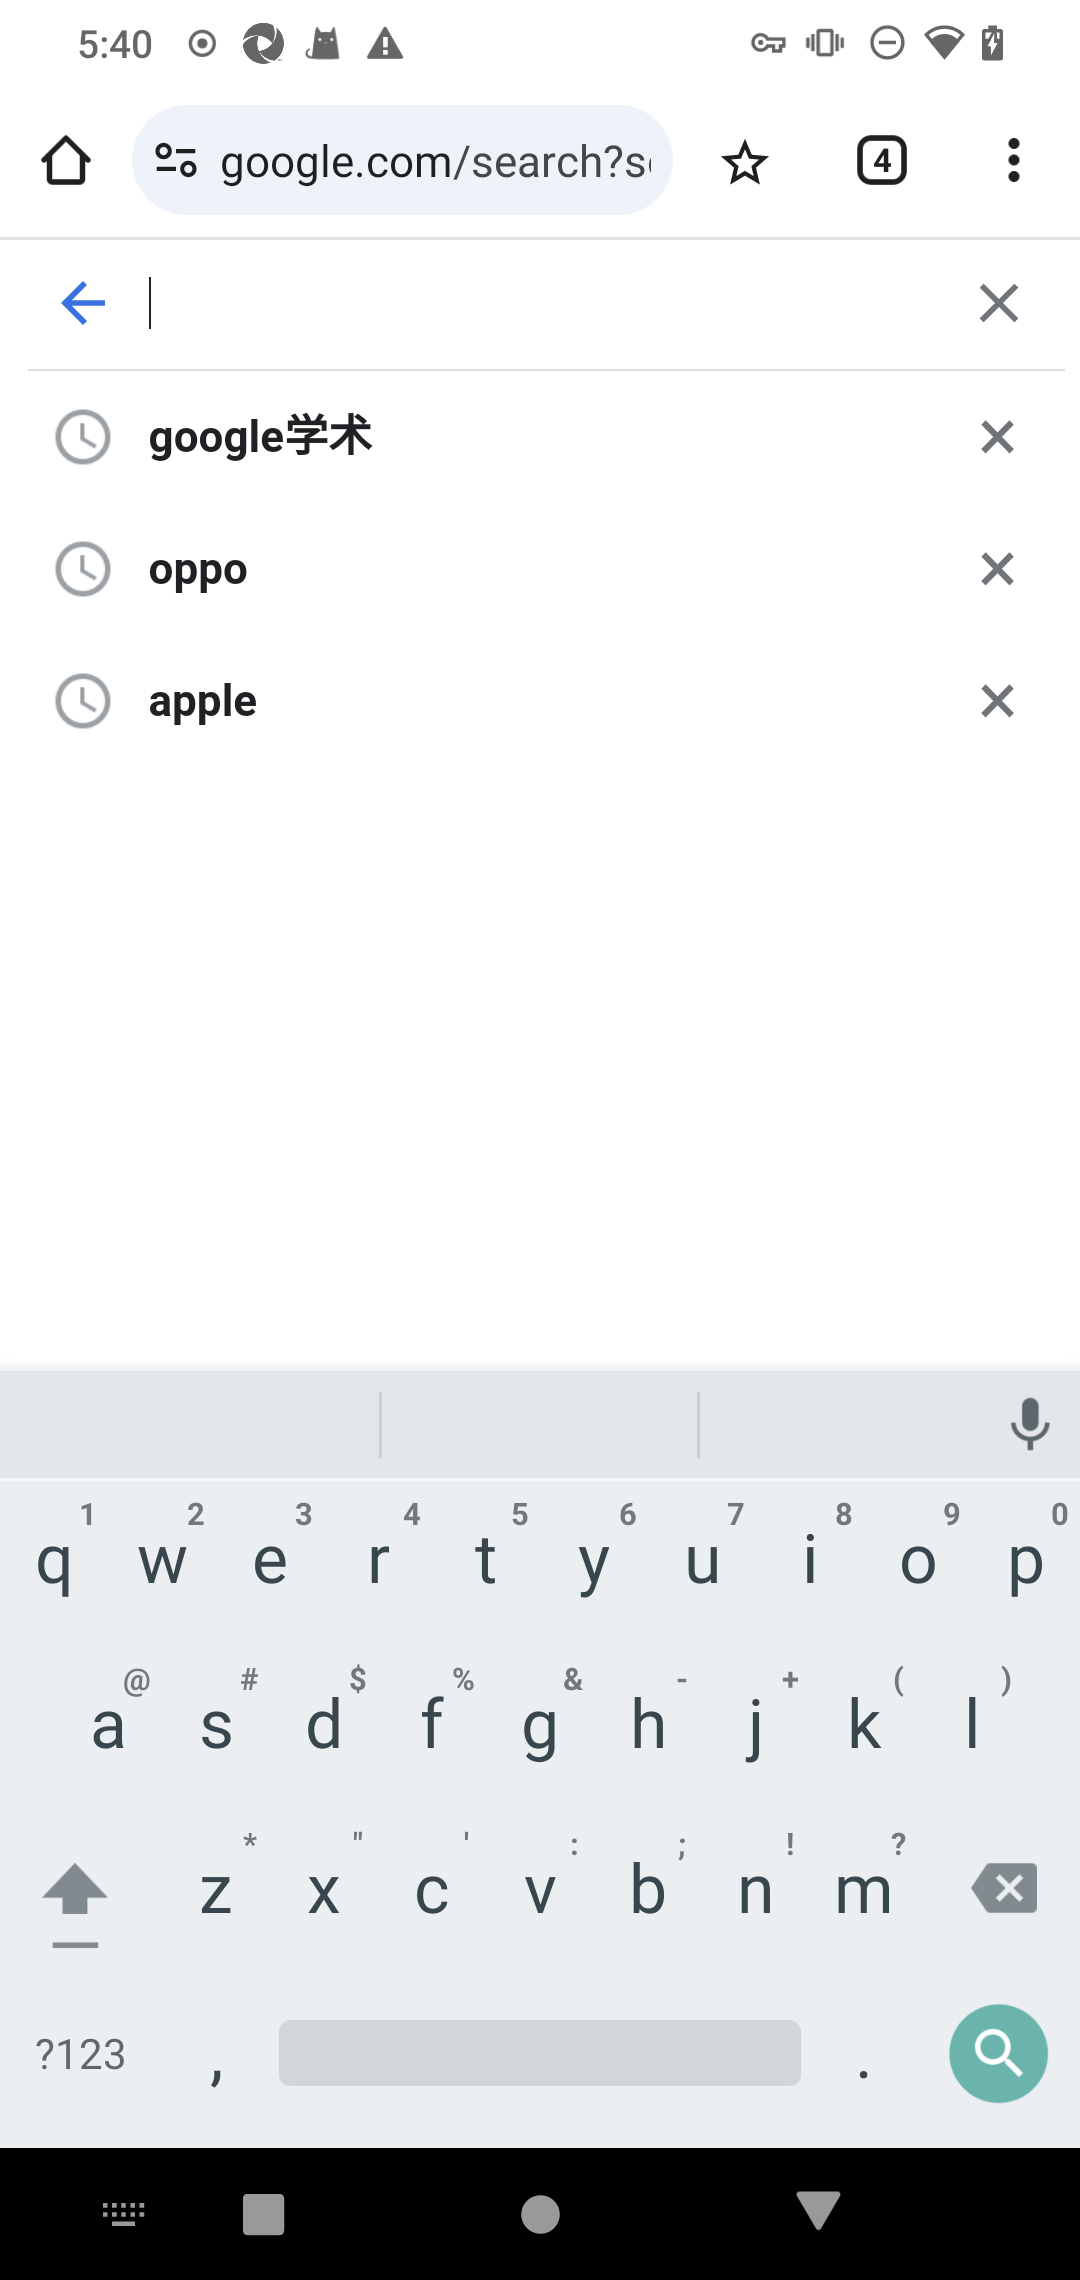 5:40
google.com/search?s
4
google学术
oppo
apple
1 2 3 4 5 6 7 8 9 0
q w e r t y u i o p
@ # $ % & - + ( )
a s d f g h j k l
* " ' : ; ! ?
z x c v b n m
?123 , .